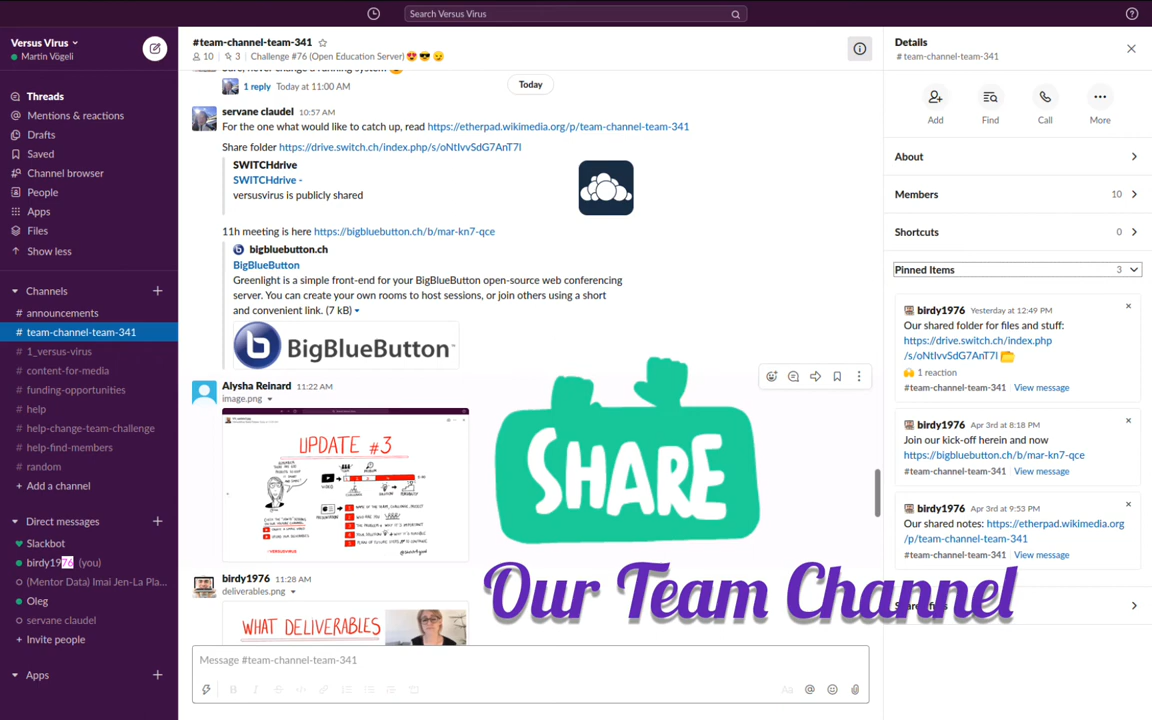 Search Versus Virus
Versus Virus
Martin Vögeli
Threads
Mentions & reactions
Drafts
Saved
Channel browser
People
Apps
Files
Show less
Channels
# announcements
# team-channel-team-341
# 1_versus-virus
# content-for-media
# funding-opportunities
# help
# help-change-team-challenge
# help-find-members
# random
+ Add a channel
Direct messages
Slackbot
birdy1976 (you)
(Mentor Data) Imai Jen-La Pla...
Oleg
servane claudel
+ Invite people
Apps
#team-channel-team-341
10 3 Challenge #76 (Open Education Server)
1 reply Today at 11:00 AM
Today
servane claudel 10:57 AM
For the one what would like to catch up, read https://etherpad.wikimedia.org/p/team-channel-team-341
Share folder https://drive.switch.ch/index.php/s/oNtIvvSdG7AnT7I
SWITCHdrive
SWITCHdrive -
versusvirus is publicly shared
11h meeting is here https://bigbluebutton.ch/b/mar-kn7-qce
bigbluebutton.ch
BigBlueButton
Greenlight is a simple front-end for your BigBlueButton open-source web conferencing
server. You can create your own rooms to host sessions, or join others using a short
and convenient link. (7 kB)
b BigBlueButton
Alysha Reinard 11:22 AM
image.png
UPDATE #3
SHARE
birdy1976 11:28 AM
deliverables.png
WHAT DELIVERABLES
Our Team Channel
Message #team-channel-team-341
Details
# team-channel-team-341
Add
Find
Call
More
About
Members 10
Shortcuts 0
Pinned Items 3
birdy1976 Yesterday at 12:49 PM
Our shared folder for files and stuff:
https://drive.switch.ch/index.php
/s/oNtIvvSdG7AnT7I
1 reaction
#team-channel-team-341 View message
birdy1976 Apr 3rd at 8:18 PM
Join our kick-off herein and now
https://bigbluebutton.ch/b/mar-kn7-qce
#team-channel-team-341 View message
birdy1976 Apr 3rd at 9:53 PM
Our shared notes: https://etherpad.wikimedia.org
/p/team-channel-team-341
#team-channel-team-341 View message